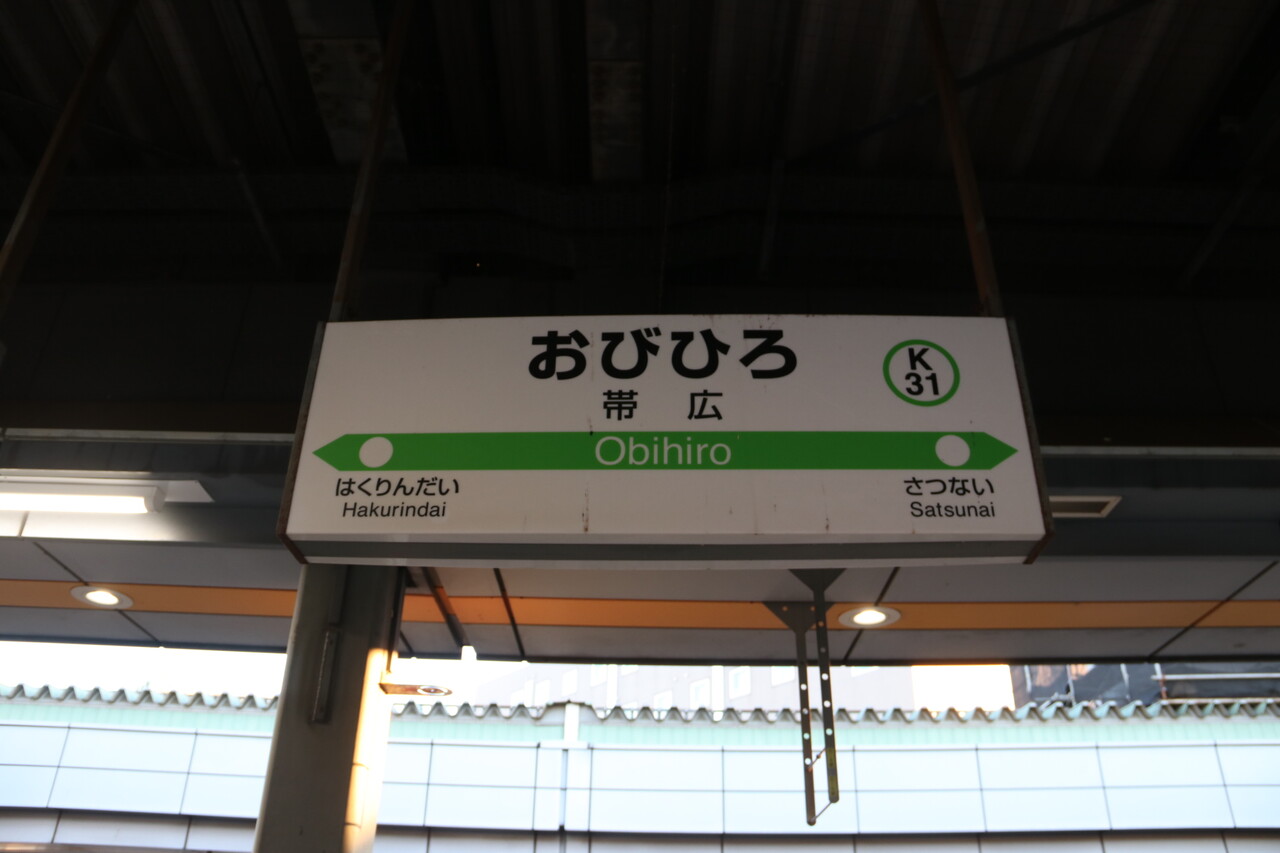 おびひろ
帯広
K
31
Obihiro
はくりんだい
Hakurindai
さつない
Satsunai